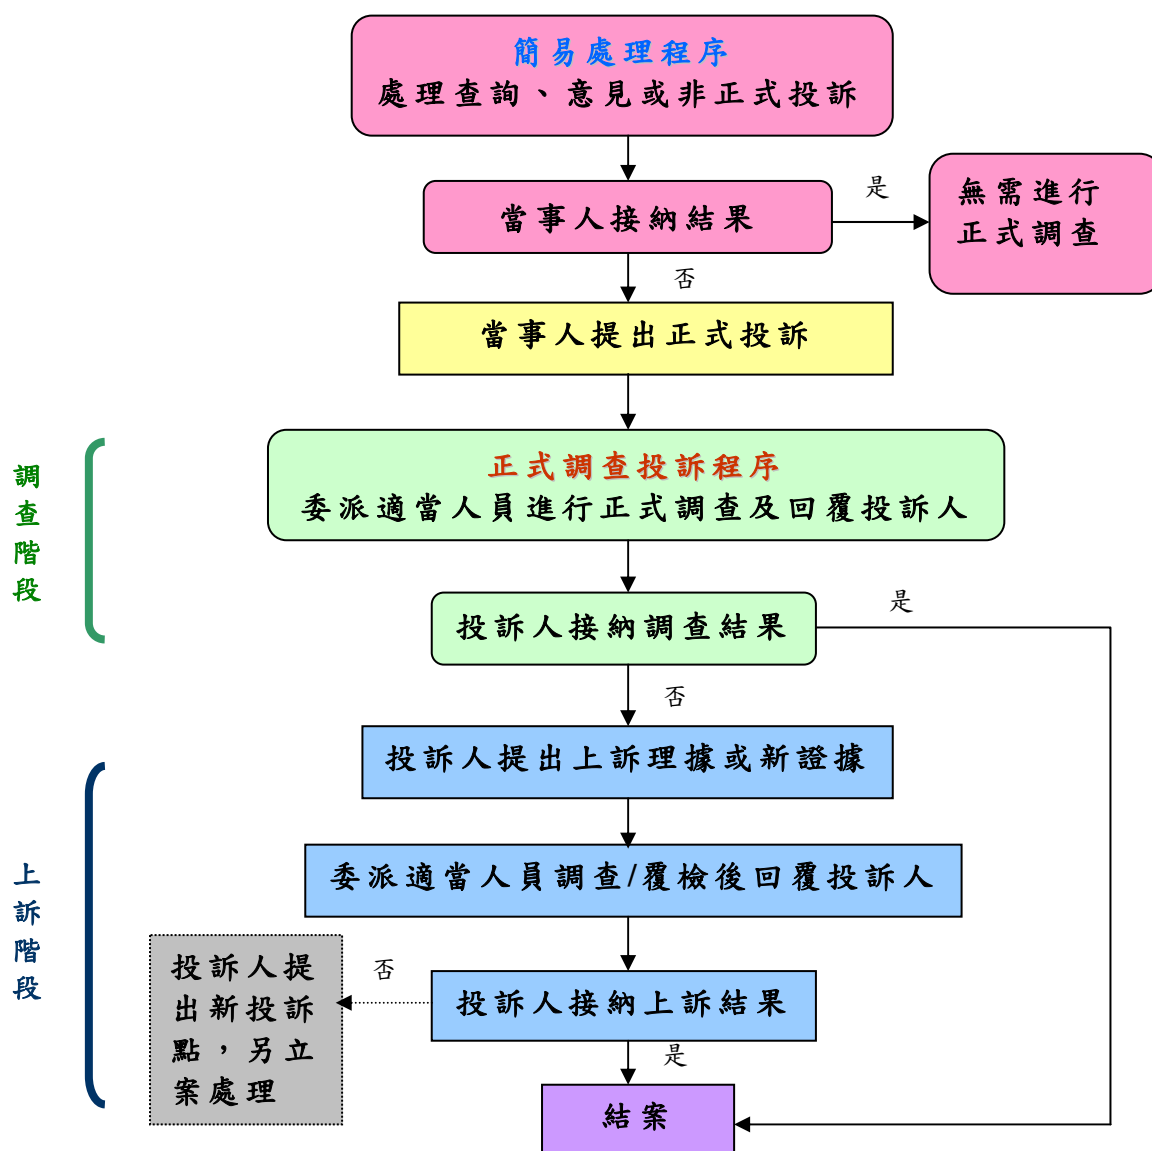 簡易處理程序
處理查詢、意見或非正式投訴
當事人接納結果
是
無需進行
正式調查
否
當事人提出正式投訴
調
查
階
段
正式調查投訴程序
委派適當人員進行正式調查及回覆投訴人
投訴人接納調查結果
是
否
投訴人提出上訴理據或新證據
上
訴
階
段
委派適當人員調查/覆檢後回覆投訴人
投訴人接納上訴結果
否
投訴人提
出新投訴
點，另立
案處理
是
結案